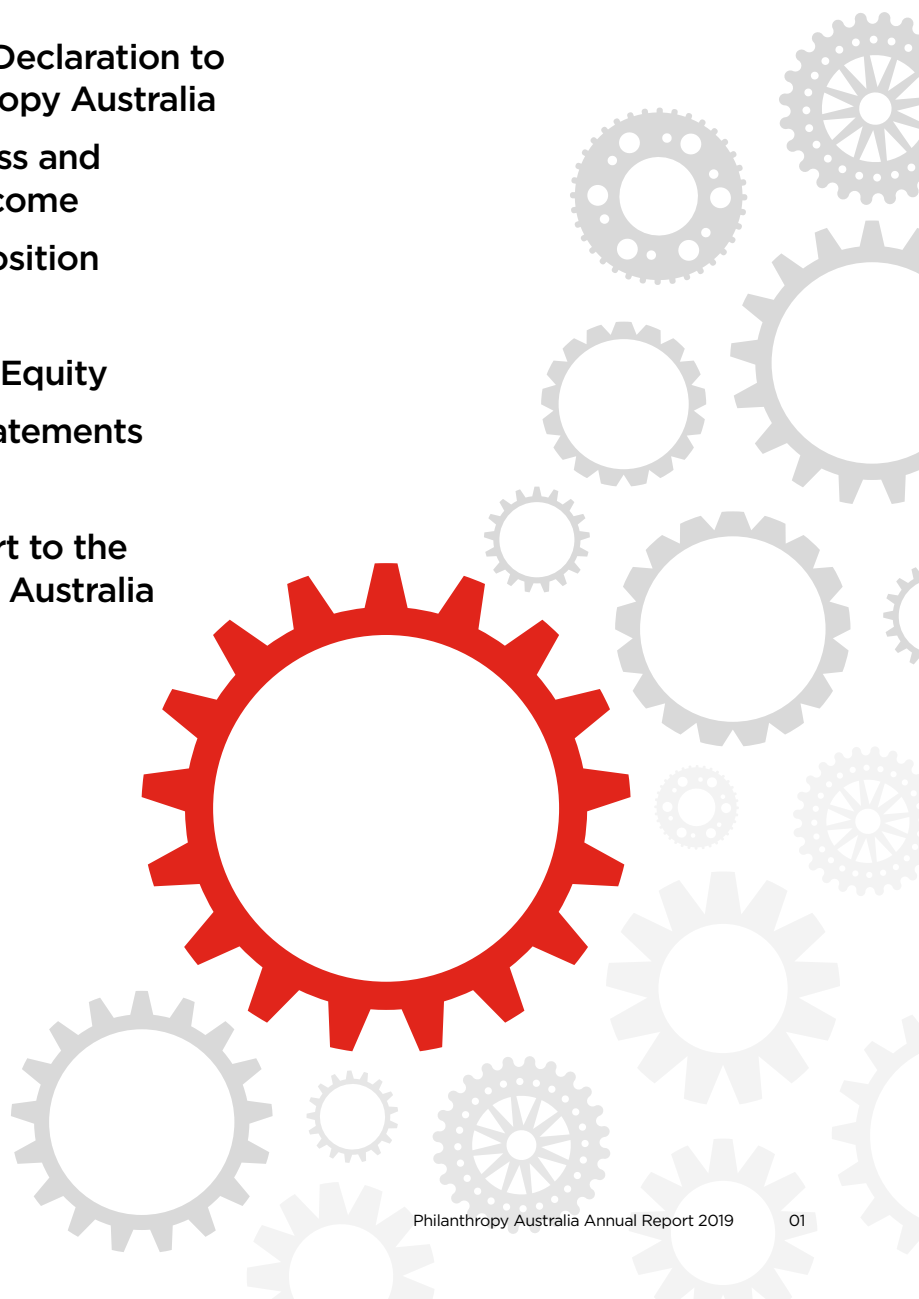 Declaration to
opy Australia
ss and
come
osition
Equity
atements
rt to the
Australia
Philanthropy Australia Annual Report 2019 01